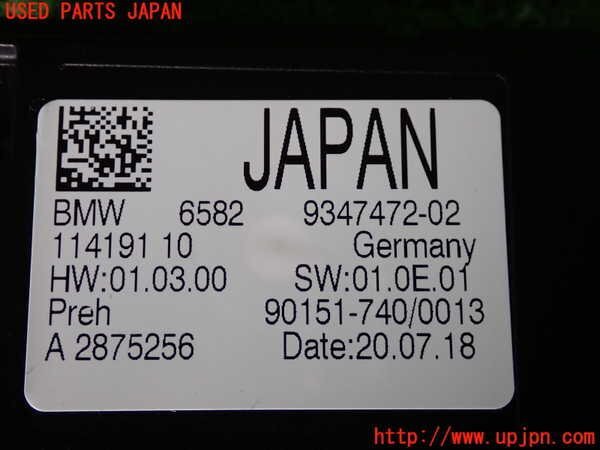 USED PARTS JAPAN
JAPAN
BMW 6582 9347472-02
114191 10 Germany
HW:01.03.00 SW:01.0E.01
Preh 90151-740/0013
A 2875256 Date:20.07.18
http://www.upjpn.com/